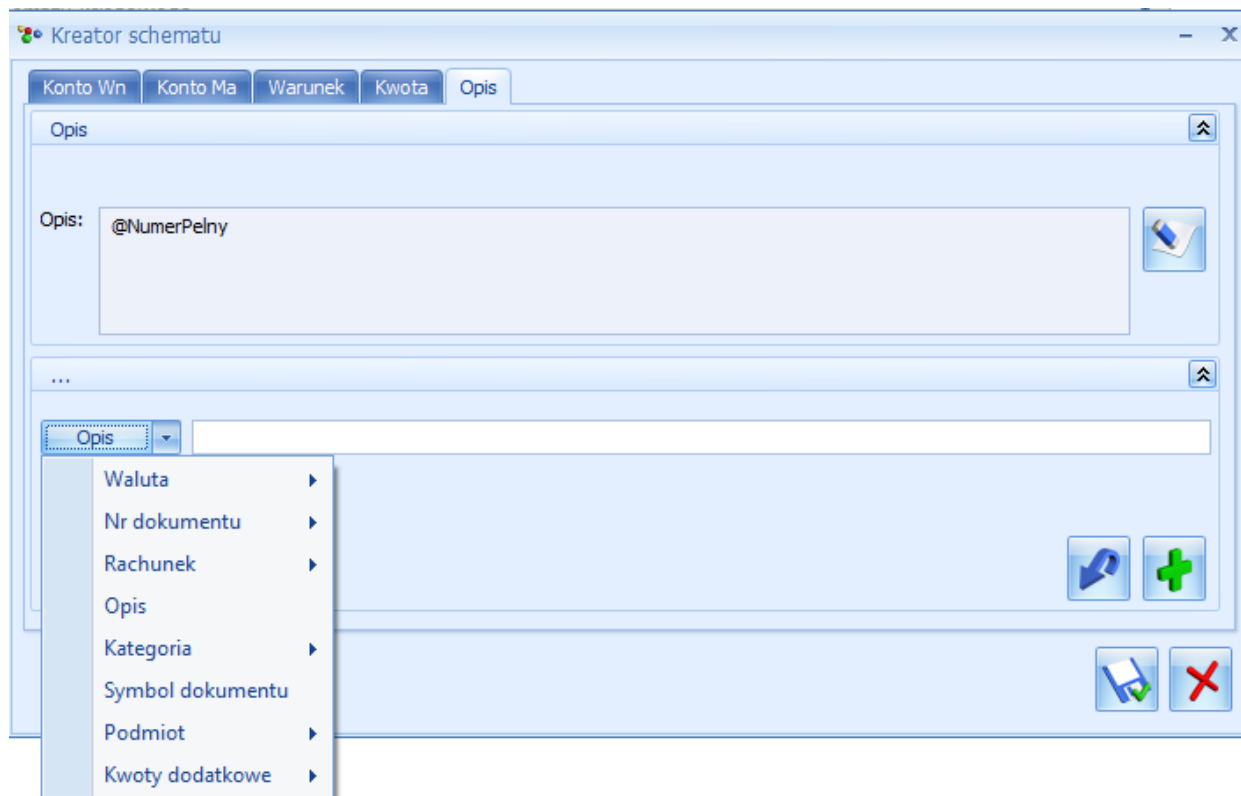 Kreator schematu
Konto Wn Konto Ma Warunek Kwota Opis
Opis
Opis: @NumerPelny
...
Opis
Waluta
Nr dokumentu
Rachunek
Opis
Kategoria
Symbol dokumentu
Podmiot
Kwoty dodatkowe